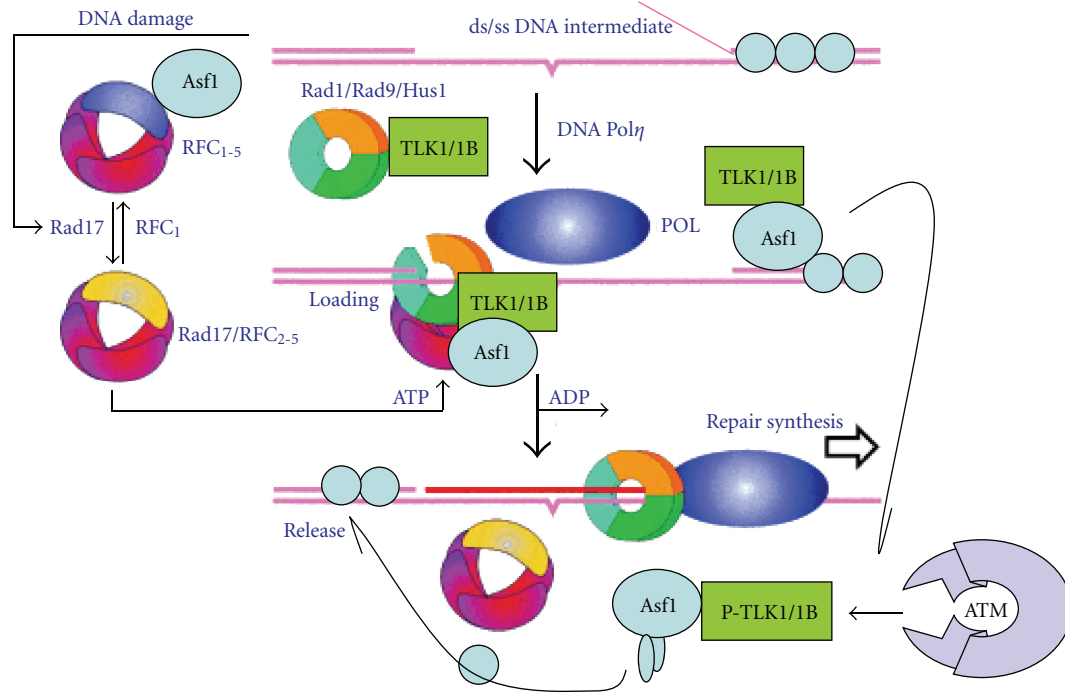 DNA damage
ds/ss DNA intermediate
Asf1
Rad1/Rad9/Hus1
RFC₁₋₅
TLK1/1B
DNA Polη
TLK1/1B
Rad17
RFC₁
POL
Asf1
Loading
TLK1/1B
Rad17/RFC₂₋₅
Asf1
ATP
ADP
Repair synthesis
Release
Asf1
P-TLK1/1B
ATM